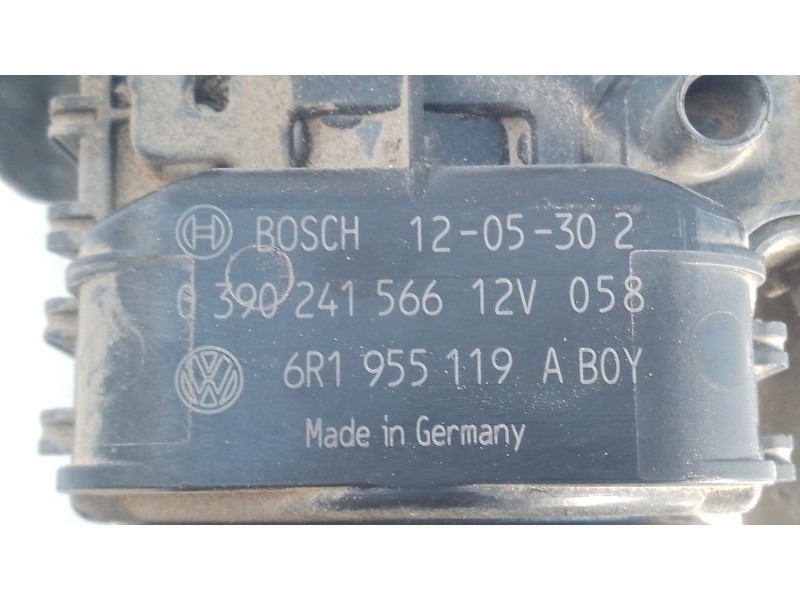 BOSCH 12-05-30 2
0 390 241 566 12V 058
6R1 955 119 A BOY
Made in Germany